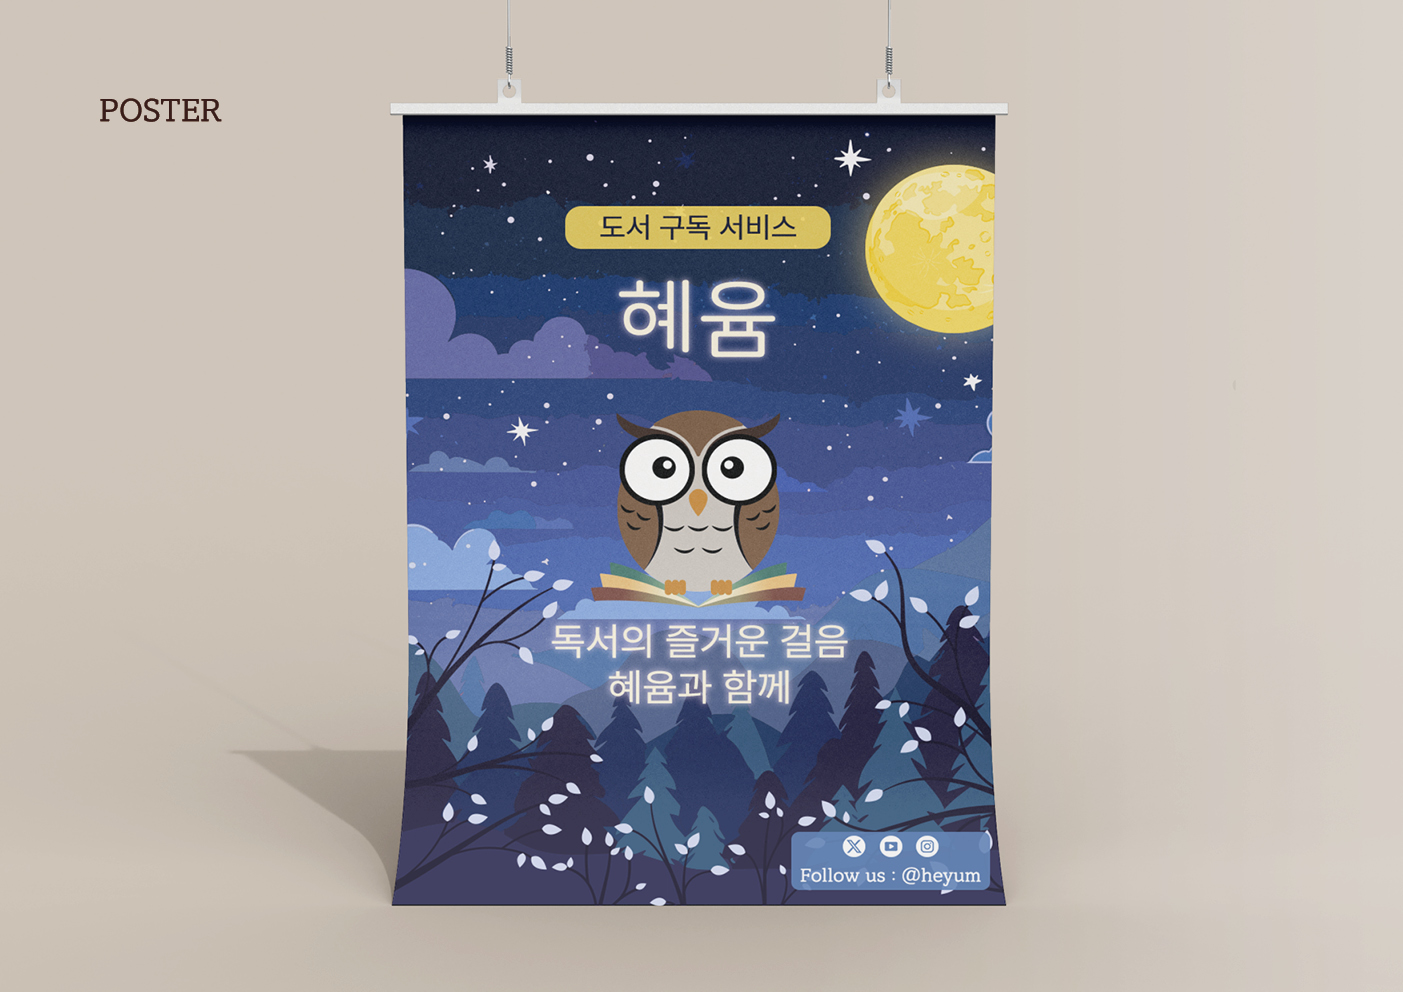 POSTER
도서 구독 서비스
혜윰
독서의 즐거운 걸음
혜윰과 함께
Follow us : @heyum